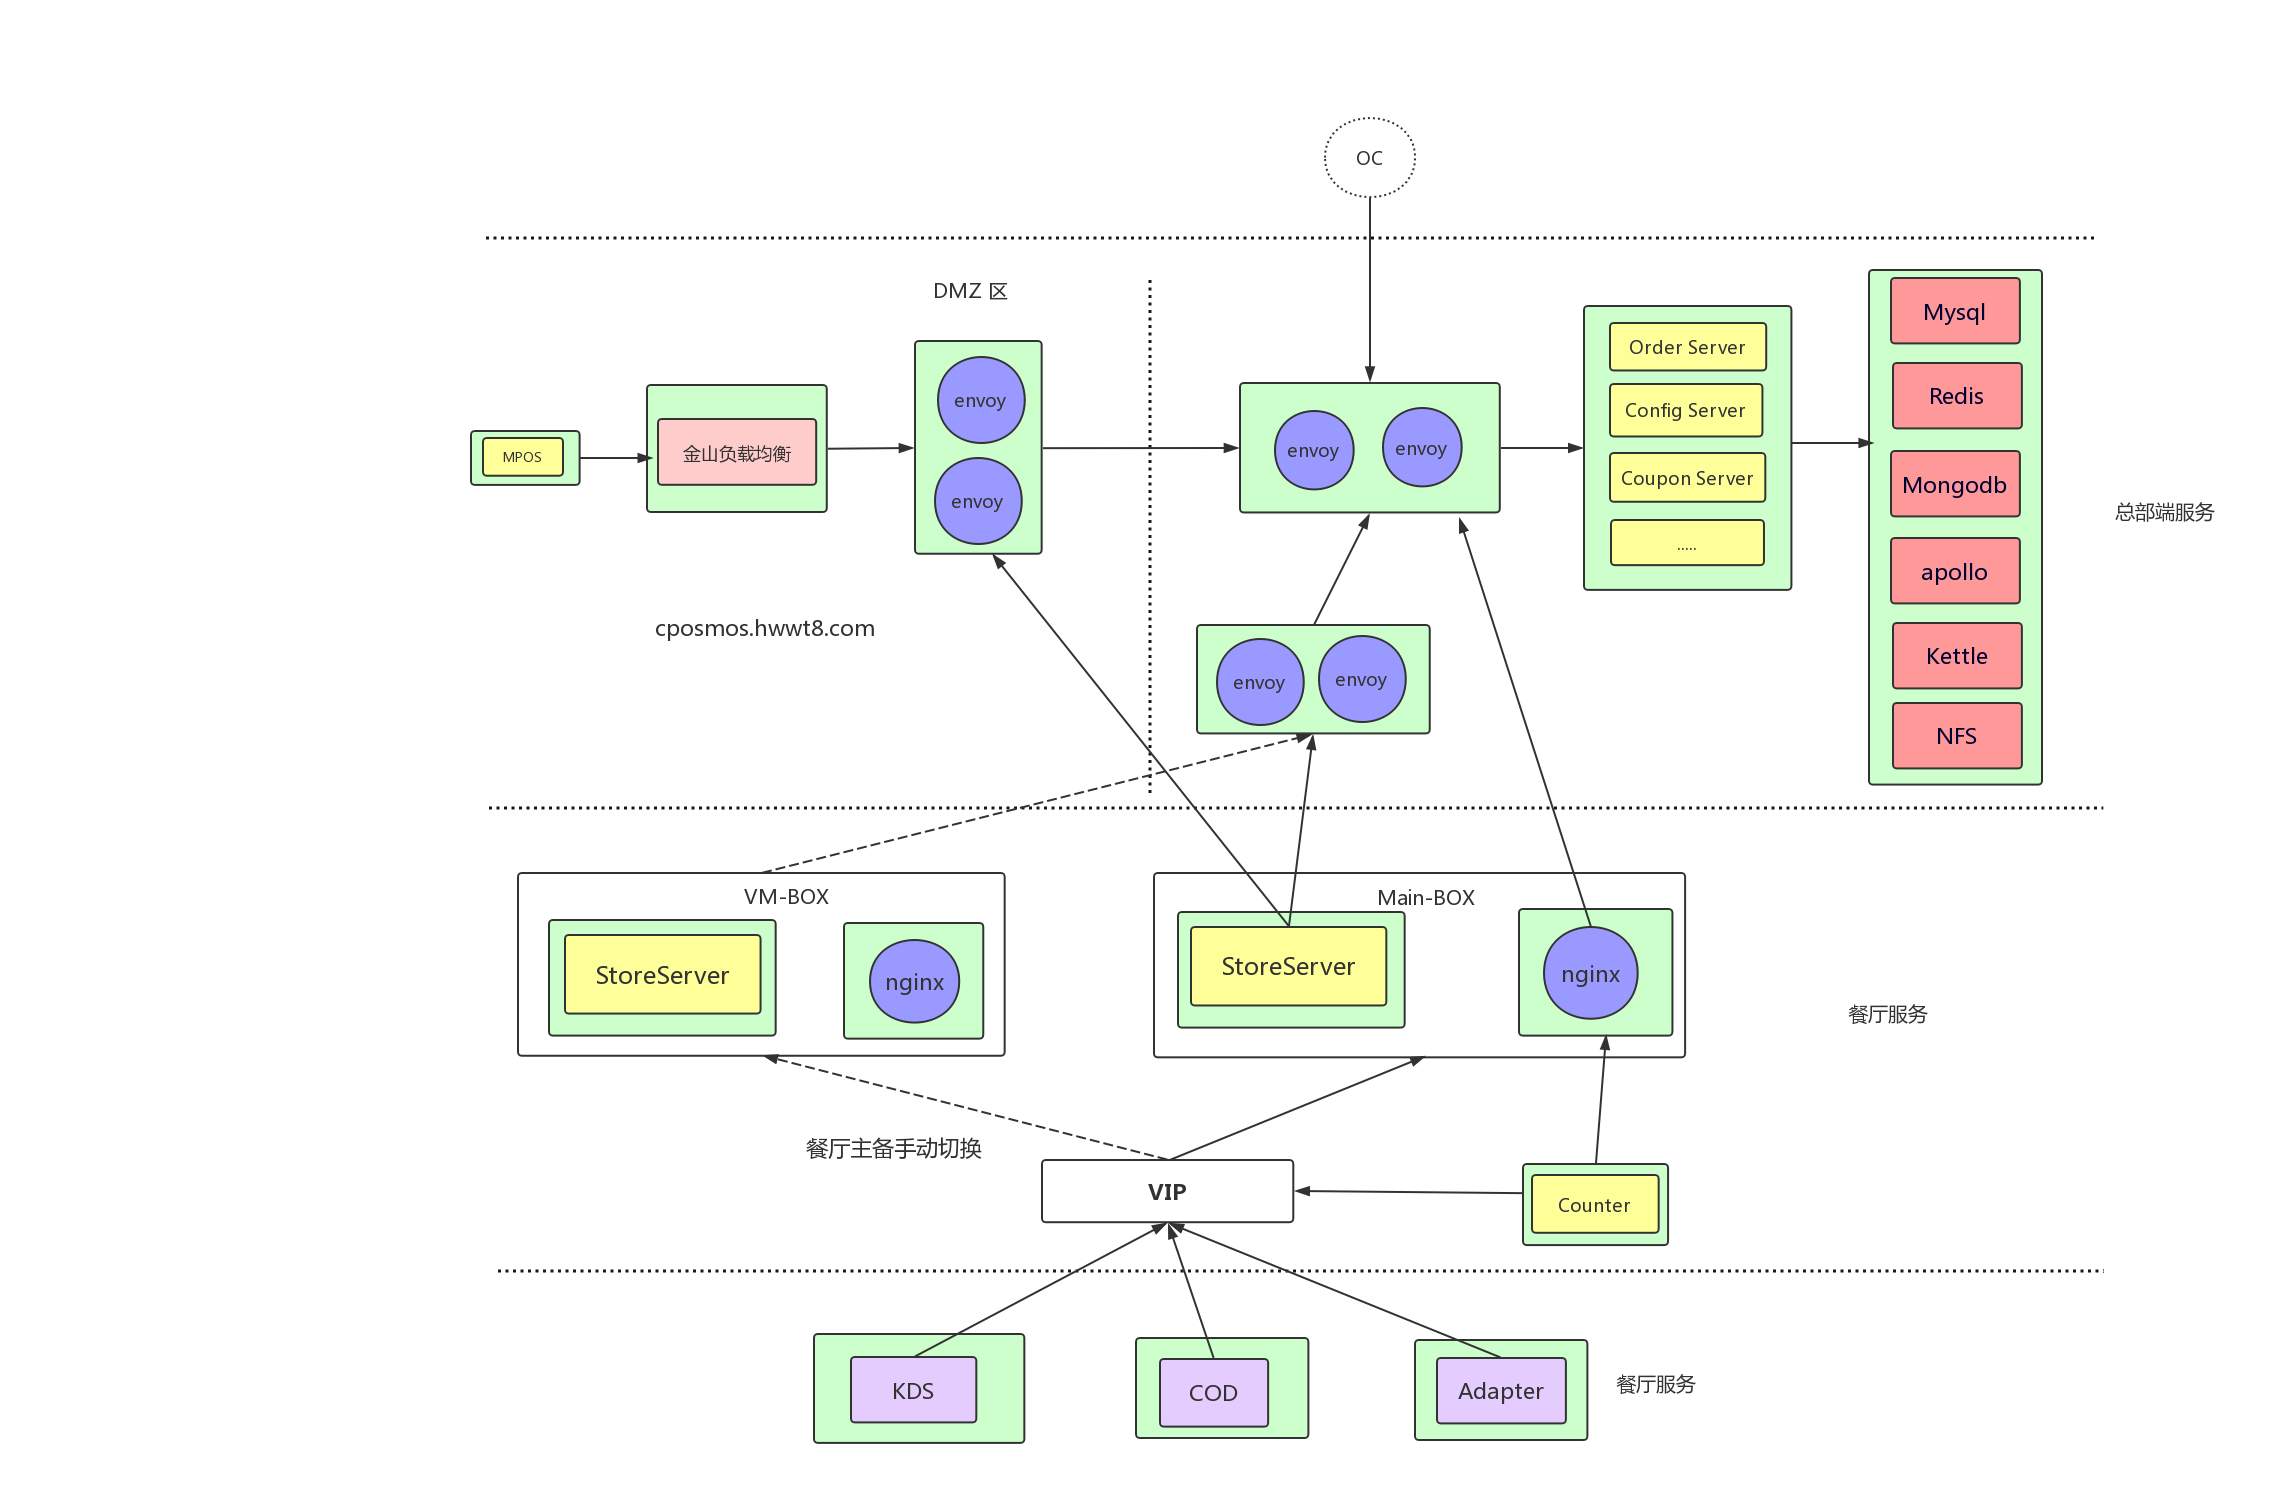 OC
DMZ 区
MPOS
金山负载均衡
envoy
envoy
envoy
envoy
Order Server
Config Server
Coupon Server
.....
Mysql
Redis
Mongodb
apollo
Kettle
NFS
总部端服务
cposmos.hwwt8.com
envoy
envoy
VM-BOX
StoreServer
nginx
Main-BOX
StoreServer
nginx
餐厅服务
餐厅主备手动切换
VIP
Counter
KDS
COD
Adapter
餐厅服务